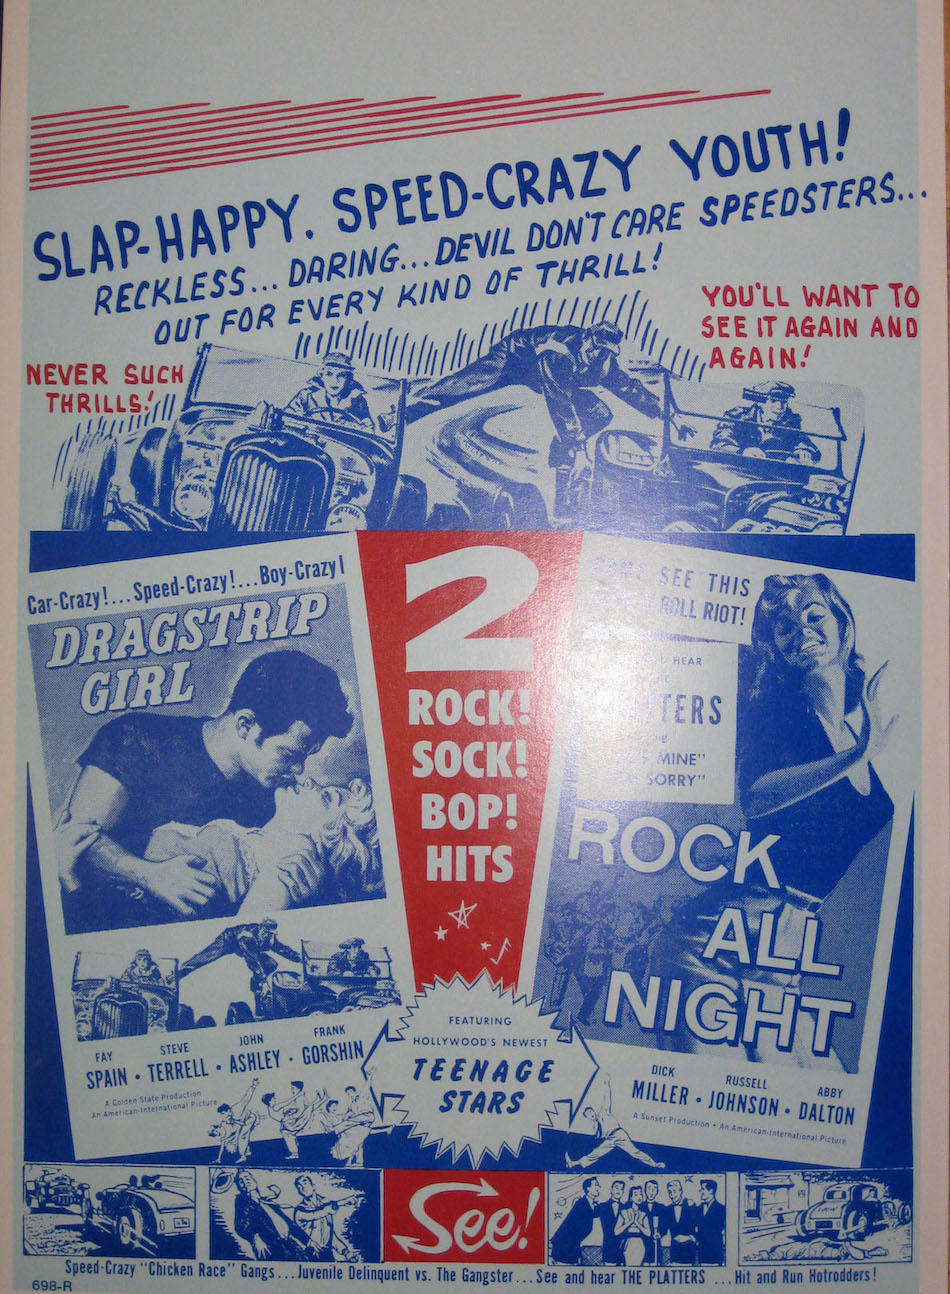 SLAP-HAPPY, SPEED-CRAZY YOUTH!
RECKLESS... DARING... DEVIL DON'T CARE SPEEDSTERS...
OUT FOR EVERY KIND OF THRILL!
NEVER SUCH
THRILLS!
YOU'LL WANT TO
SEE IT AGAIN AND
AGAIN!
Car-Crazy!... Speed-Crazy!... Boy-Crazy!
DRAGSTRIP
GIRL
FAY
SPAIN •
STEVE
TERRELL •
JOHN
ASHLEY •
FRANK
GORSHIN
A Golden State Production
An American-International Picture
2
ROCK!
SOCK!
BOP!
HITS
FEATURING
HOLLYWOOD'S NEWEST
TEENAGE
STARS
SEE THIS
ROLL RIOT!
HEAR
MINE"
SORRY"
ROCK
ALL
NIGHT
DICK
MILLER •
RUSSELL
JOHNSON •
ABBY
DALTON
A Sunset Production • An American-International Picture
See!
Speed-Crazy "Chicken Race" Gangs...Juvenile Delinquent vs. The Gangster...See and hear THE PLATTERS ...Hit and Run Hotrodders!
698-R